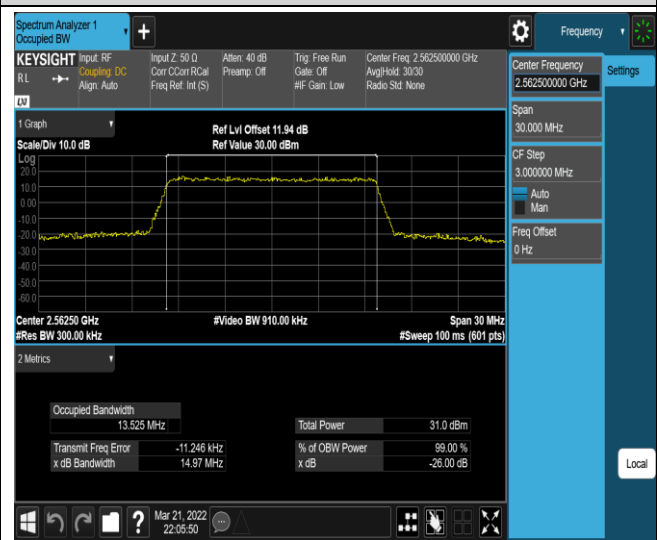 Spectrum Analyzer 1
Occupied BW
Frequency
KEYSIGHT
Input: RF
Coupling: DC
Align: Auto
RL
LXI
Input Z: 50 Ω
Corr CCorr RCal
Freq Ref: Int (S)
Atten: 40 dB
Preamp: Off
Trig: Free Run
Gate: Off
#IF Gain: Low
Center Freq: 2.562500000 GHz
Avg|Hold: 30/30
Radio Std: None
Center Frequency
2.562500000 GHz
Settings
Span
30.000 MHz
CF Step
3.000000 MHz
Auto
Man
Freq Offset
0 Hz
Local
1 Graph
Scale/Div 10.0 dB
Ref Lvl Offset 11.94 dB
Ref Value 30.00 dBm
Log
20.0
10.0
0.00
-10.0
-20.0
-30.0
-40.0
-50.0
-60.0
Center 2.56250 GHz
#Res BW 300.00 kHz
#Video BW 910.00 kHz
Span 30 MHz
#Sweep 100 ms (601 pts)
2 Metrics
Occupied Bandwidth
13.525 MHz
Total Power 31.0 dBm
Transmit Freq Error -11.246 kHz
% of OBW Power 99.00 %
x dB Bandwidth 14.97 MHz
x dB -26.00 dB
?
Mar 21, 2022
22:05:50